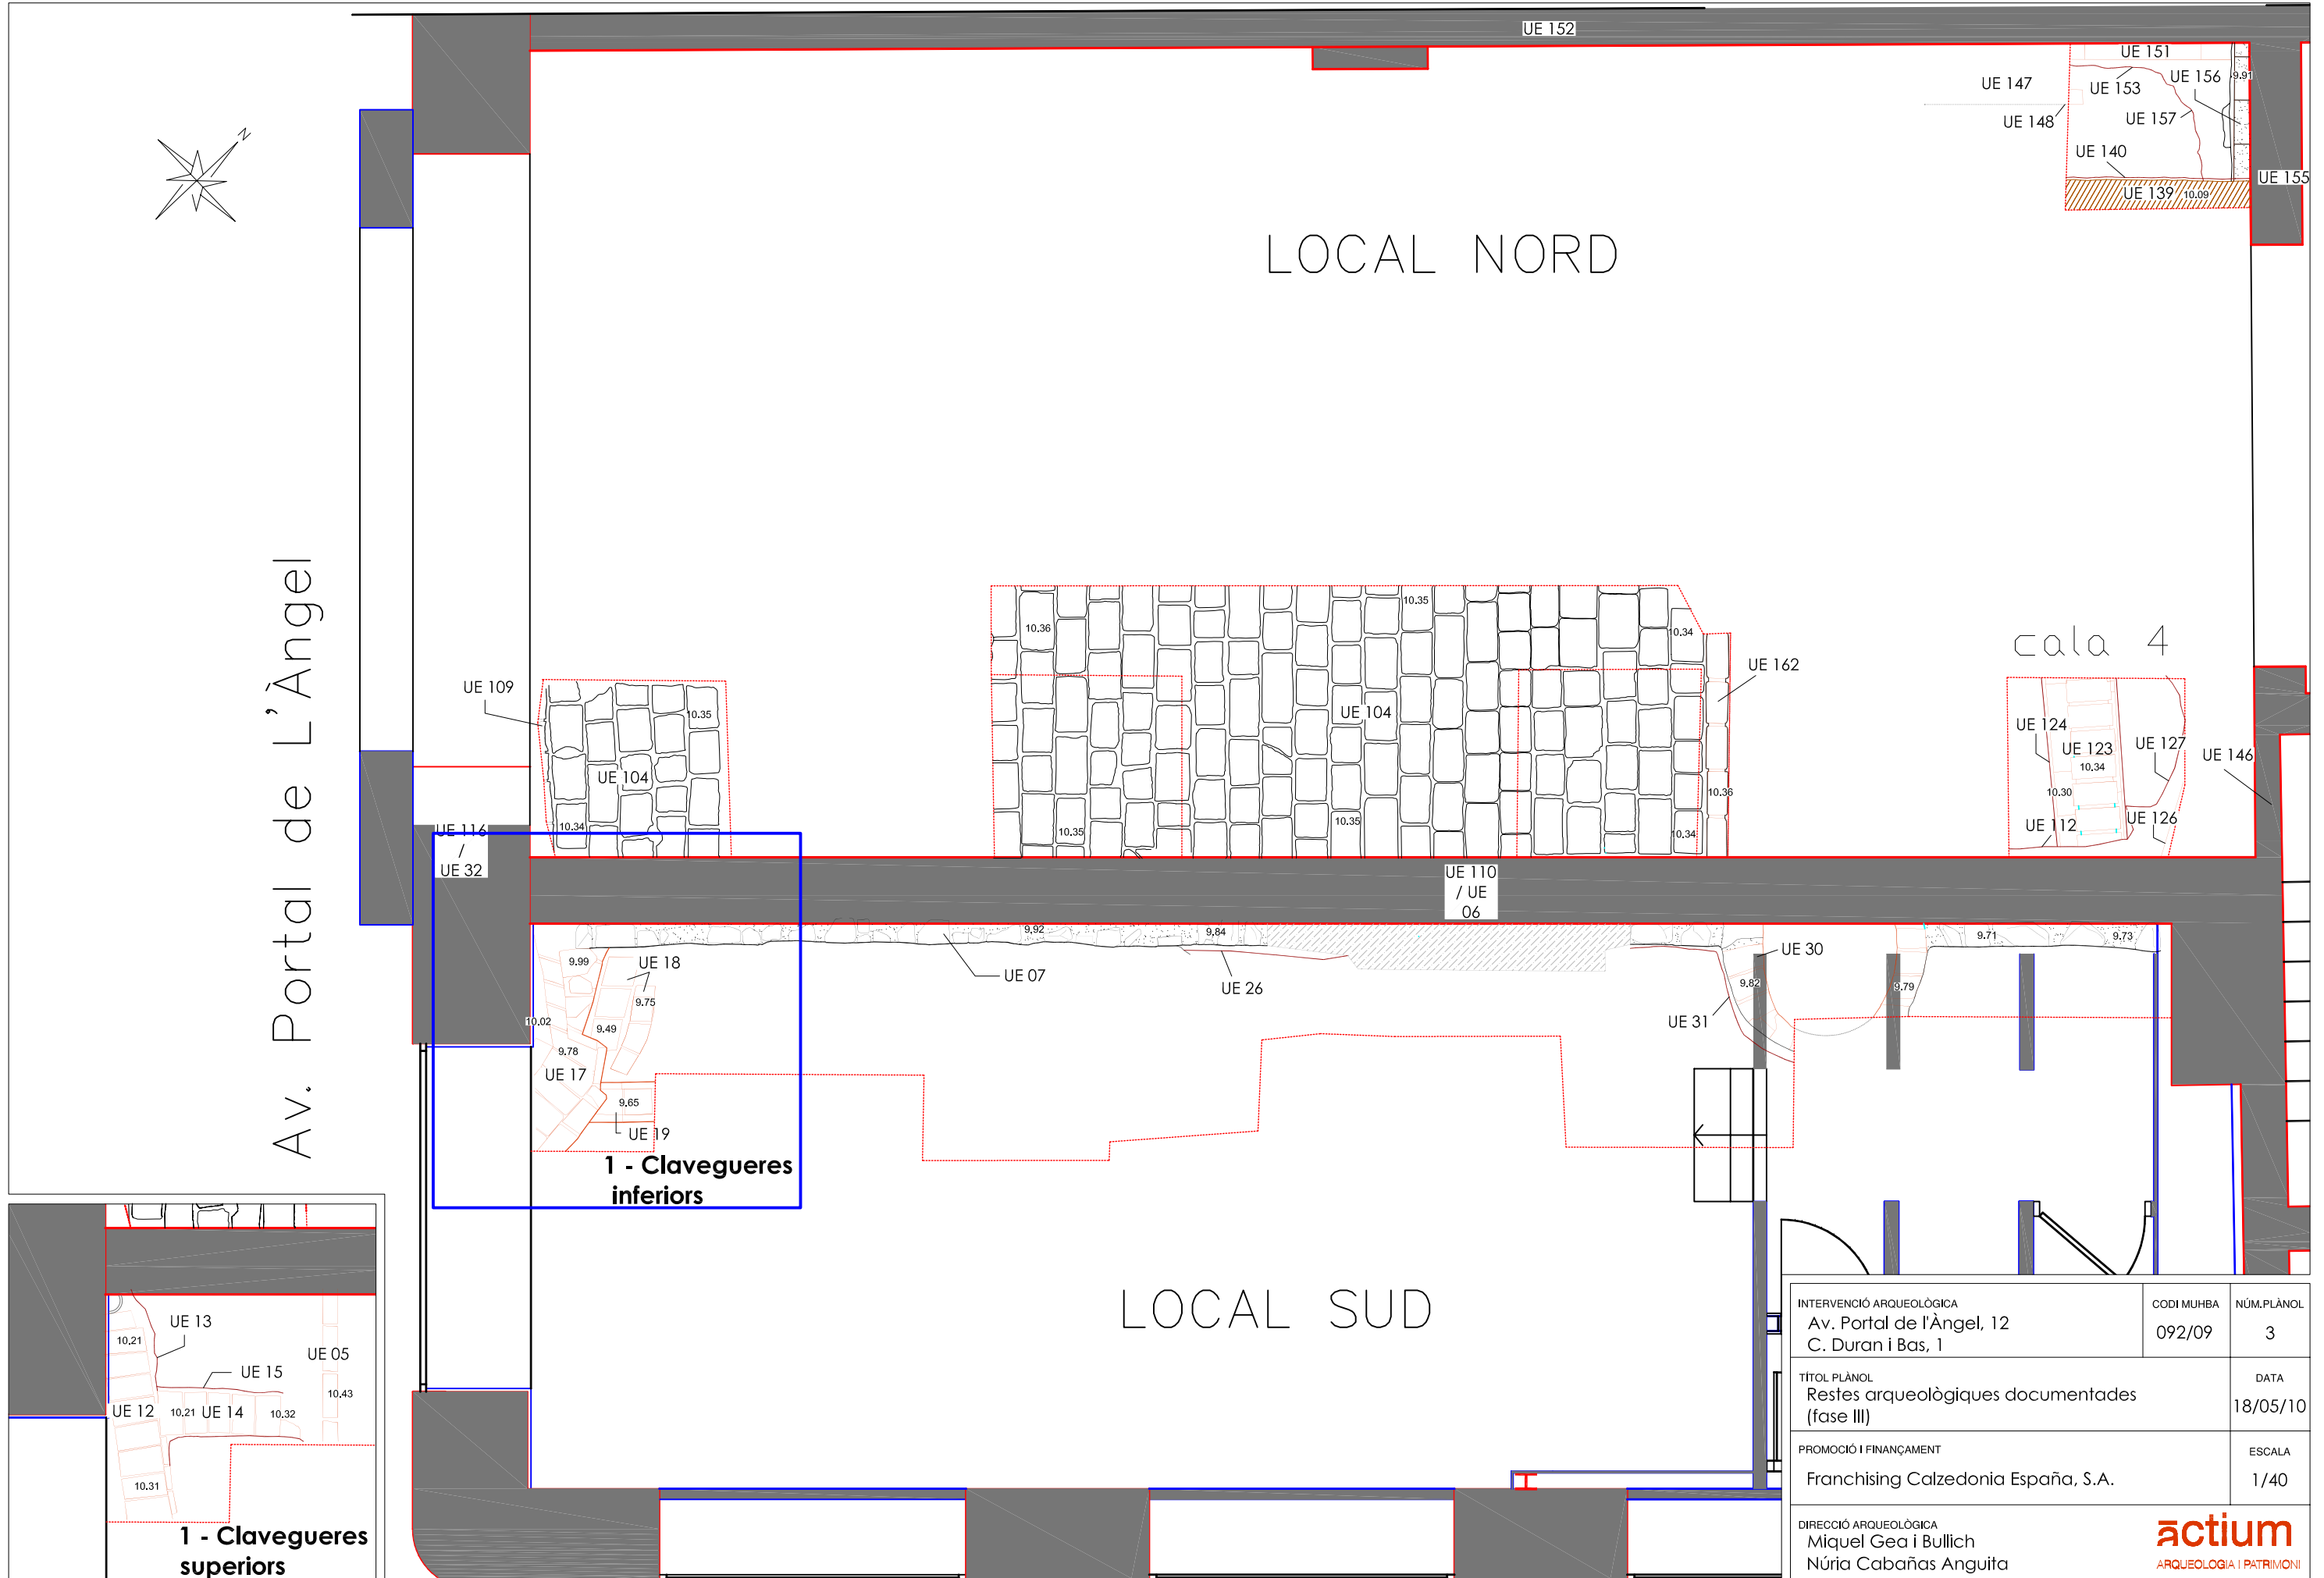 UE 152
UE 151
UE 147
UE 153
UE 156
9.91
UE 148
UE 157
UE 140
UE 139
10.09
UE 155
N
LOCAL NORD
Av. Portal de L'Àngel
cala 4
UE 109
10.35
UE 104
10.34
10.36
10.35
10.34
UE 162
UE 104
10.36
10.35
10.35
10.34
UE 124
UE 123
UE 127
UE 146
10.34
10.30
UE 112
UE 126
UE 116
/
UE 32
UE 110
/ UE
06
9.92
9.84
9.71
9.73
9.99
UE 18
UE 07
UE 26
UE 30
9.82
9.79
9.75
10.02
9.49
UE 31
9.78
UE 17
9.65
UE 19
1 - Clavegueres
inferiors
LOCAL SUD
UE 13
10.21
UE 05
UE 15
10.43
UE 12
10.21
UE 14
10.32
10.31
1 - Clavegueres
superiors
INTERVENCIÓ ARQUEOLÒGICA
Av. Portal de l'Àngel, 12
C. Duran i Bas, 1
CODI MUHBA
092/09
NÚM.PLÀNOL
3
TÍTOL PLÀNOL
Restes arqueològiques documentades
(fase III)
DATA
18/05/10
PROMOCIÓ I FINANÇAMENT
Franchising Calzedonia España, S.A.
ESCALA
1/40
DIRECCIÓ ARQUEOLÒGICA
Miquel Gea i Bullich
Núria Cabañas Anguita
actium
ARQUEOLOGIA I PATRIMONI